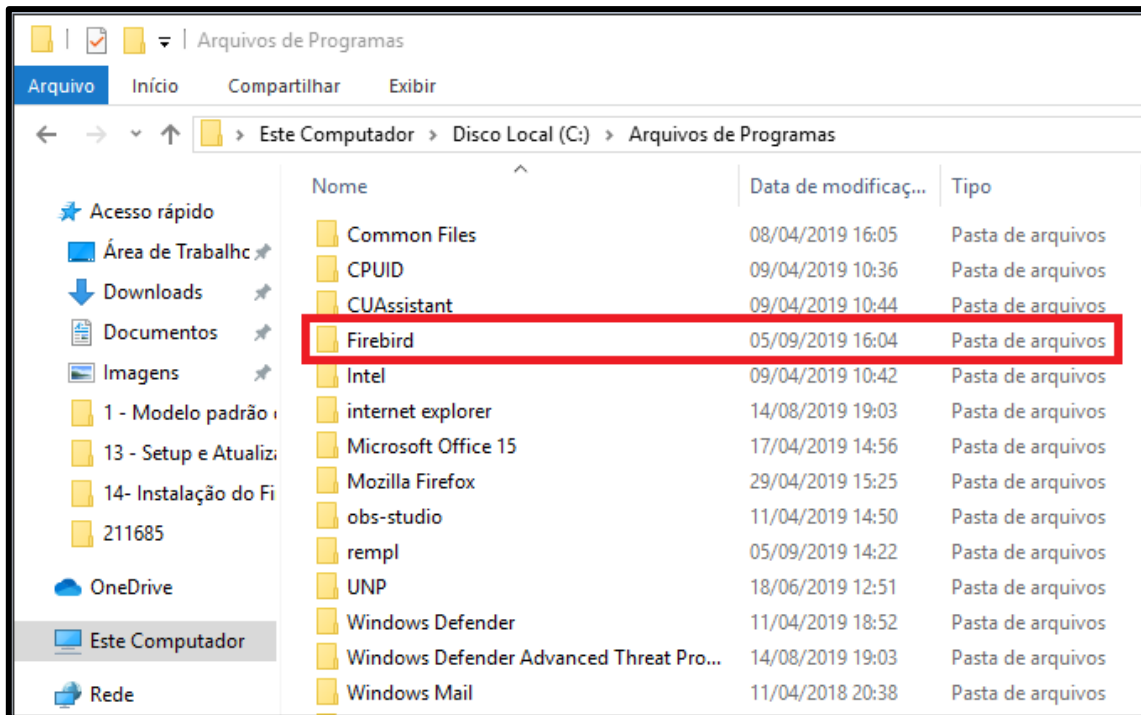 Arquivos de Programas
Arquivo Início Compartilhar Exibir
Este Computador > Disco Local (C:) > Arquivos de Programas
Nome Data de modificaç... Tipo
Acesso rápido
Área de Trabalhc
Downloads
Documentos
Imagens
1 - Modelo padrão
13 - Setup e Atualiz
14- Instalação do Fi
211685
OneDrive
Este Computador
Rede
Common Files 08/04/2019 16:05 Pasta de arquivos
CPUID 09/04/2019 10:36 Pasta de arquivos
CUAssistant 09/04/2019 10:44 Pasta de arquivos
Firebird 05/09/2019 16:04 Pasta de arquivos
Intel 09/04/2019 10:42 Pasta de arquivos
internet explorer 14/08/2019 19:03 Pasta de arquivos
Microsoft Office 15 17/04/2019 14:56 Pasta de arquivos
Mozilla Firefox 29/04/2019 15:25 Pasta de arquivos
obs-studio 11/04/2019 14:50 Pasta de arquivos
rempl 05/09/2019 14:22 Pasta de arquivos
UNP 18/06/2019 12:51 Pasta de arquivos
Windows Defender 11/04/2019 18:52 Pasta de arquivos
Windows Defender Advanced Threat Pro... 14/08/2019 19:03 Pasta de arquivos
Windows Mail 11/04/2018 20:38 Pasta de arquivos